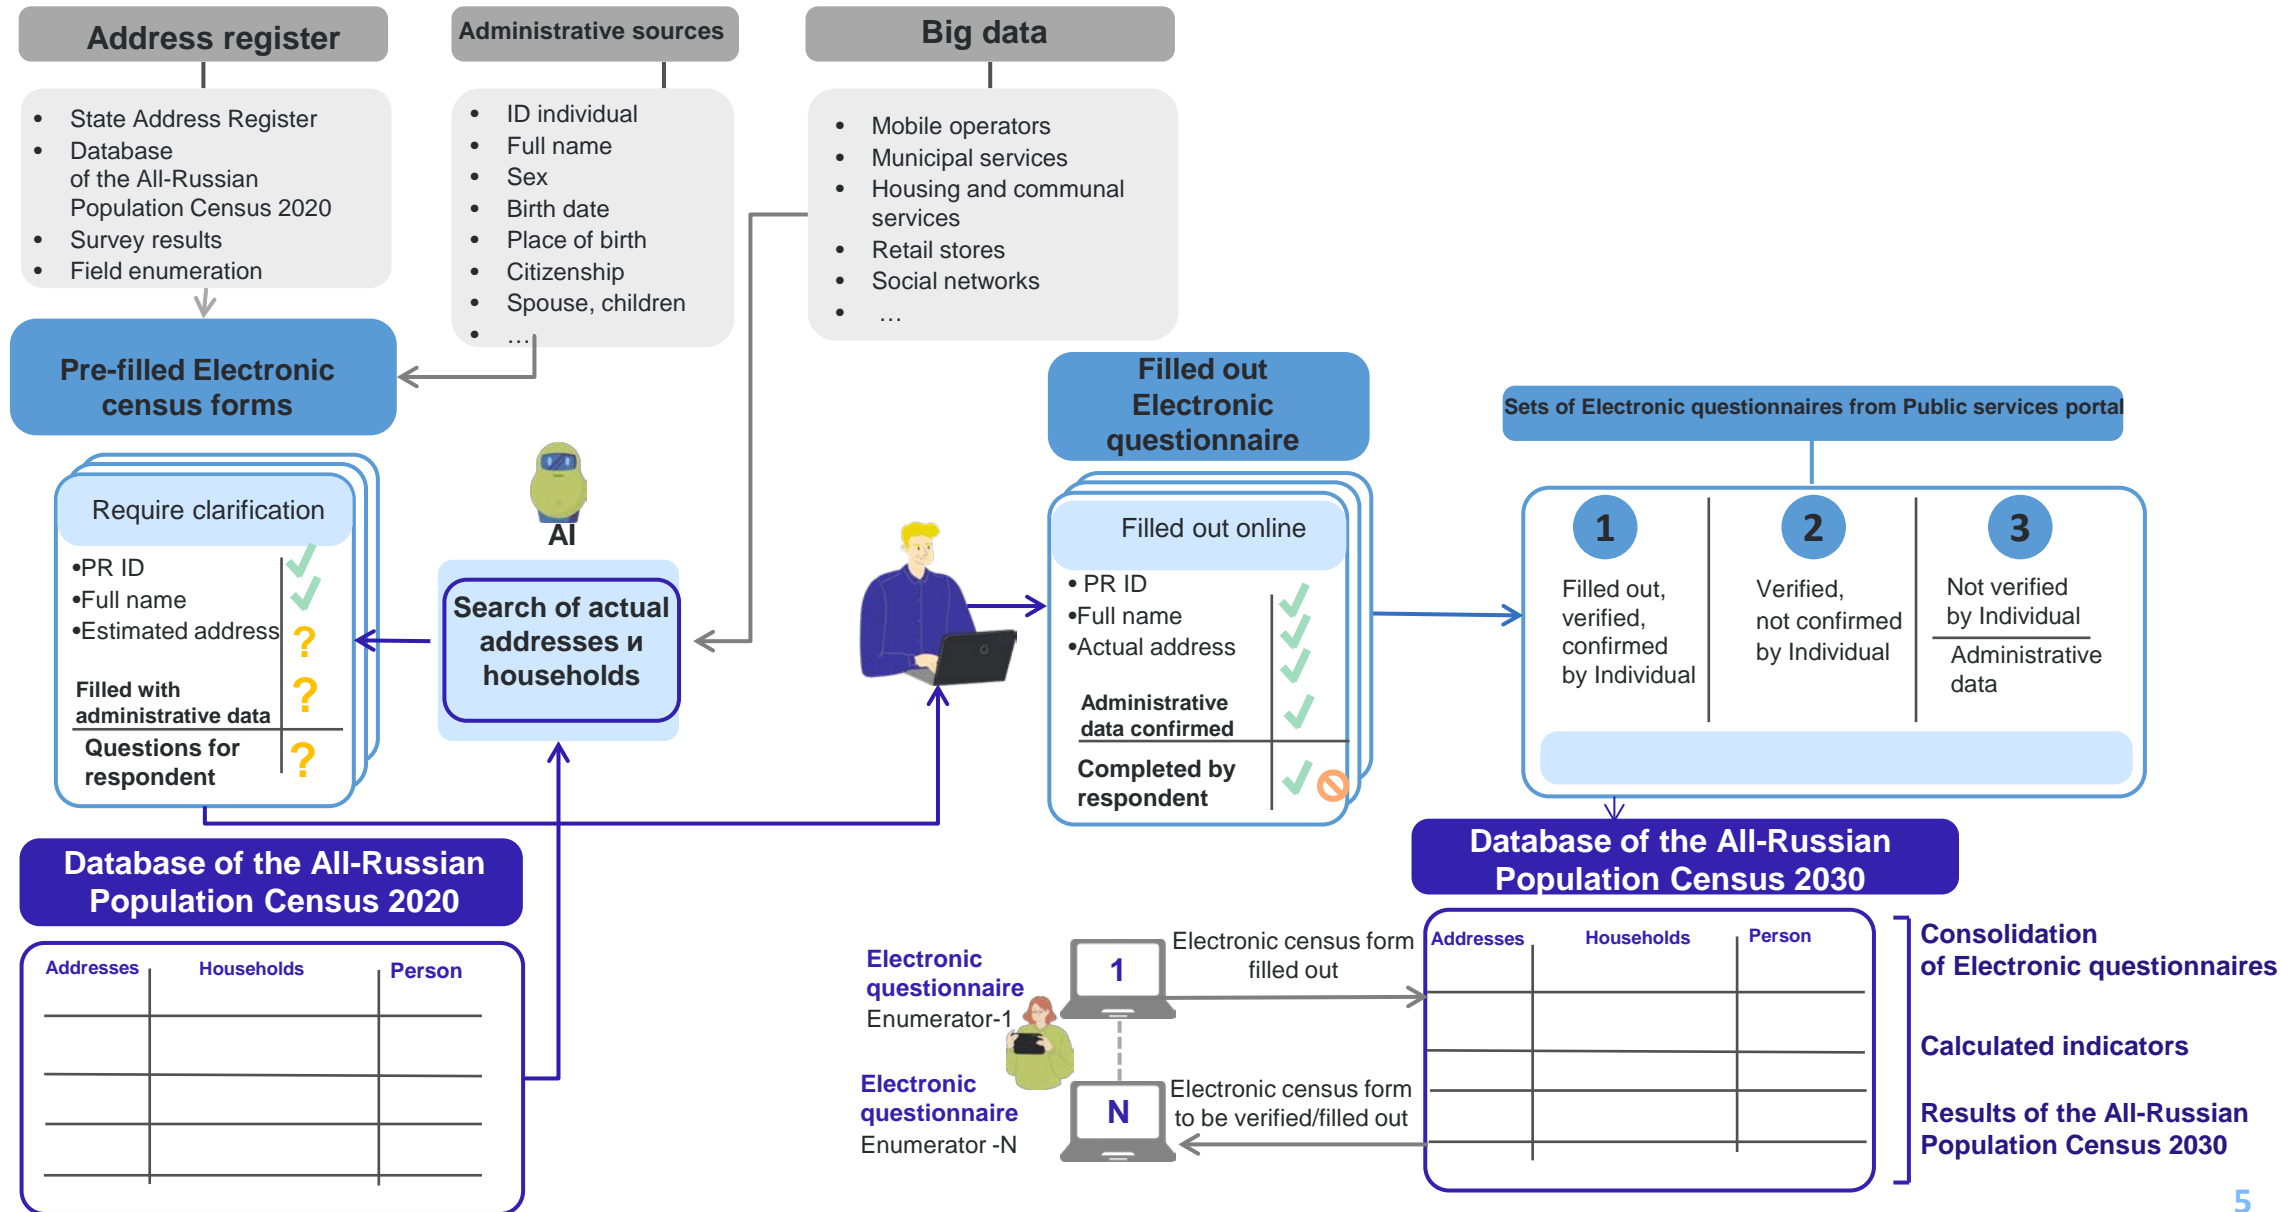 Address register
• State Address Register
• Database
of the All-Russian
Population Census 2020
• Survey results
• Field enumeration
Administrative sources
• ID individual
• Full name
• Sex
• Birth date
• Place of birth
• Citizenship
• Spouse, children
• …
Big data
• Mobile operators
• Municipal services
• Housing and communal
services
• Retail stores
• Social networks
• …
Pre-filled Electronic
census forms
Require clarification
•PR ID
•Full name
•Estimated address
?
Filled with
administrative data
?
Questions for
respondent
?
AI
Search of actual
addresses и
households
Filled out
Electronic
questionnaire
Filled out online
• PR ID
•Full name
•Actual address
Administrative
data confirmed
Completed by
respondent
Sets of Electronic questionnaires from Public services portal
1
Filled out,
verified,
confirmed
by Individual
2
Verified,
not confirmed
by Individual
3
Not verified
by Individual
Administrative
data
Database of the All-Russian
Population Census 2020
Addresses
Households
Person
Electronic
questionnaire
Enumerator-1
1
Electronic census form
filled out
Electronic
questionnaire
Enumerator -N
N
Electronic census form
to be verified/filled out
Database of the All-Russian
Population Census 2030
Addresses
Households
Person
Consolidation
of Electronic questionnaires
Calculated indicators
Results of the All-Russian
Population Census 2030
5